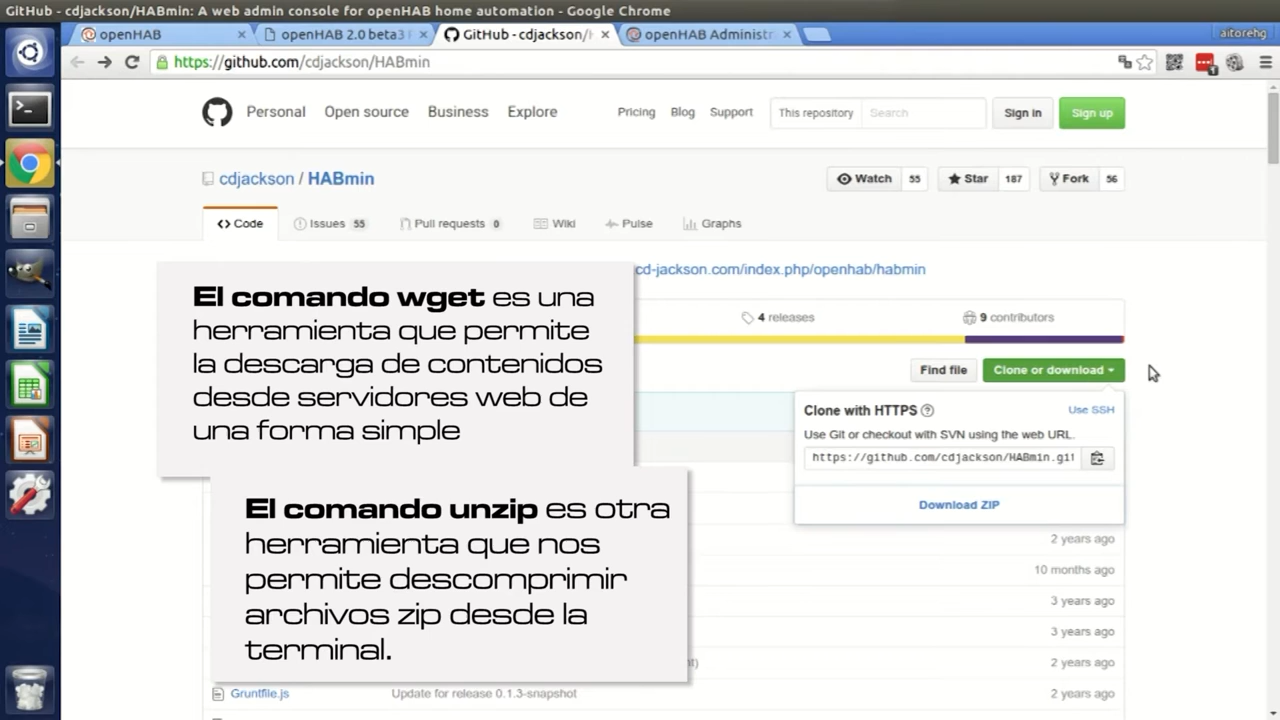 GitHub - cdjackson/HABmin: A web admin console for openHAB home automation - Google Chrome
openHAB
openHAB 2.0 beta3 F
GitHub - cdjackson/H
openHAB Administr
aitorehg
https://github.com/cdjackson/HABmin
Personal Open source Business Explore
Pricing Blog Support
This repository Search
Sign in
Sign up
cdjackson / HABmin
Watch 55
Star 187
Fork 56
Code
Issues 55
Pull requests 0
Wiki
Pulse
Graphs
cd-jackson.com/index.php/openhab/habmin
4 releases
9 contributors
El comando wget es una
herramienta que permite
la descarga de contenidos
desde servidores web de
una forma simple
Find file
Clone or download
Clone with HTTPS
Use SSH
Use Git or checkout with SVN using the web URL.
https://github.com/cdjackson/HABmin.git
Download ZIP
El comando unzip es otra
herramienta que nos
permite descomprimir
archivos zip desde la
terminal.
2 years ago
10 months ago
3 years ago
3 years ago
2 years ago
Gruntfile.js Update for release 0.1.3-snapshot 2 years ago